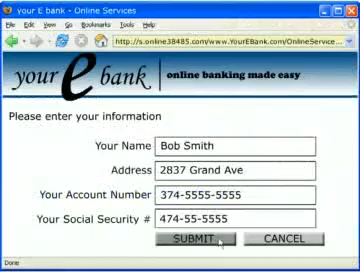 your E bank - Online Services
File Edit View Go Bookmarks Tools Help
http://s.online38485.com/www.YourEBank.com/OnlineService...
your E bank | online banking made easy
Please enter your information
Your Name Bob Smith
Address 2837 Grand Ave
Your Account Number 374-5555-5555
Your Social Security # 474-55-5555
SUBMIT CANCEL
Done